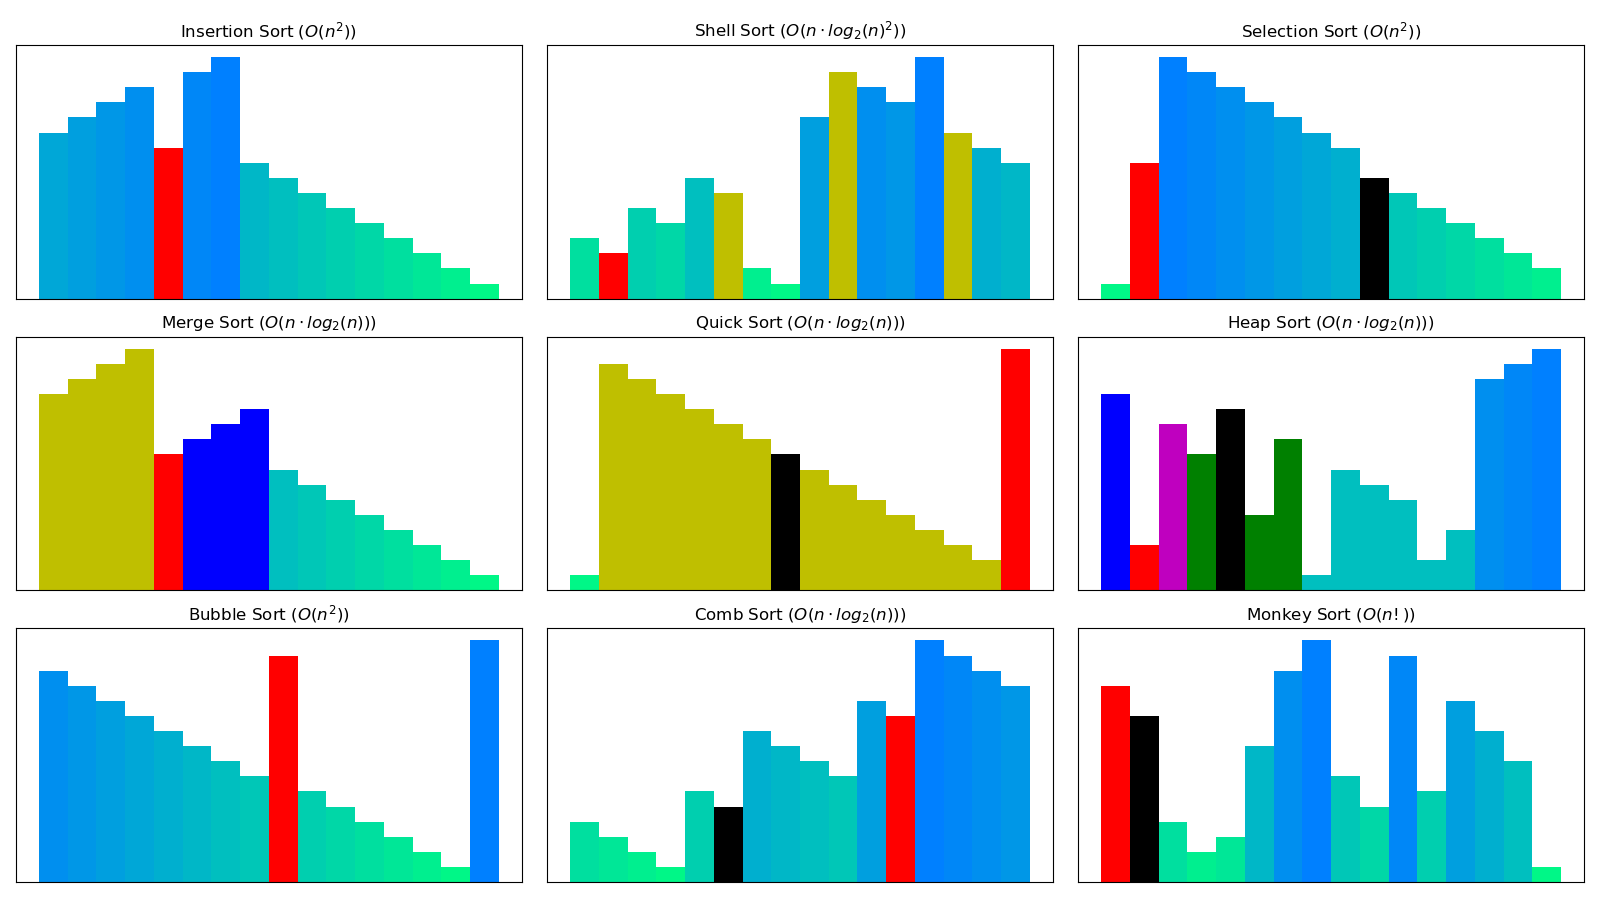 Insertion Sort (O(n²))
Shell Sort (O(n · log₂(n)²))
Selection Sort (O(n²))
Merge Sort (O(n · log₂(n)))
Quick Sort (O(n · log₂(n)))
Heap Sort (O(n · log₂(n)))
Bubble Sort (O(n²))
Comb Sort (O(n · log₂(n)))
Monkey Sort (O(n!))